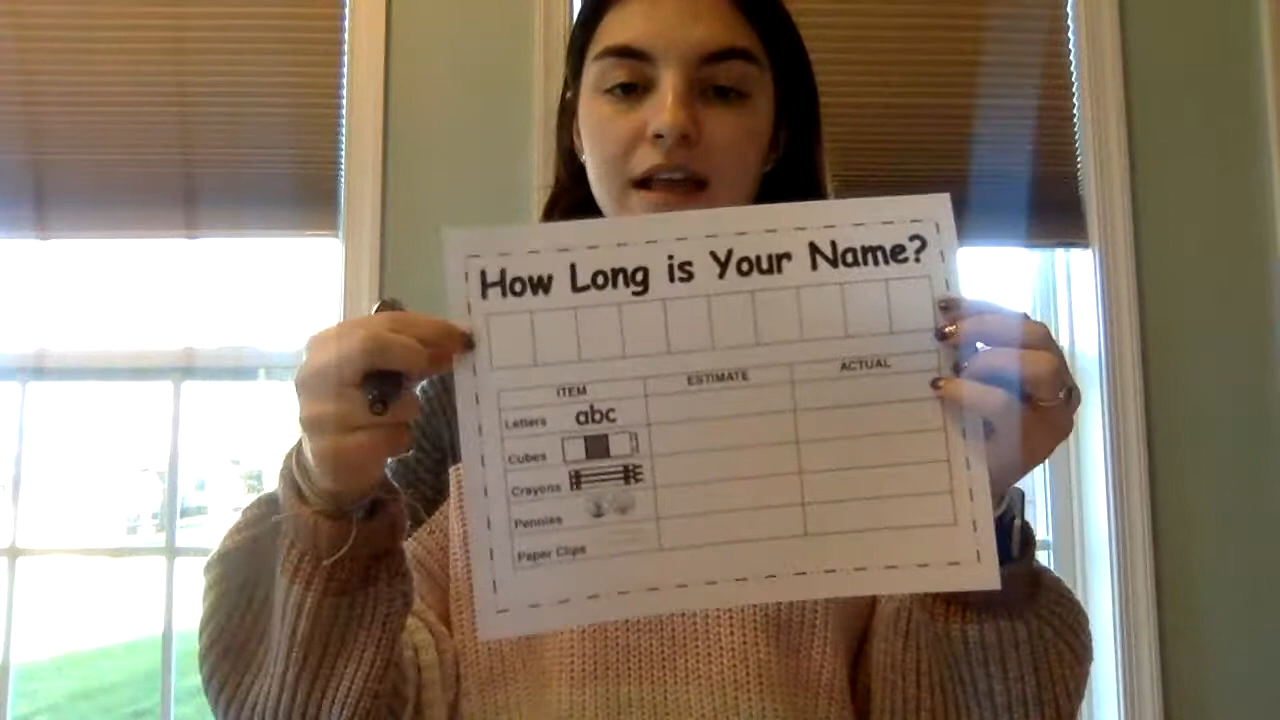 How Long is Your Name?
ITEM ESTIMATE ACTUAL
Letters abc
Cubes
Crayons
Pennies
Paper Clips